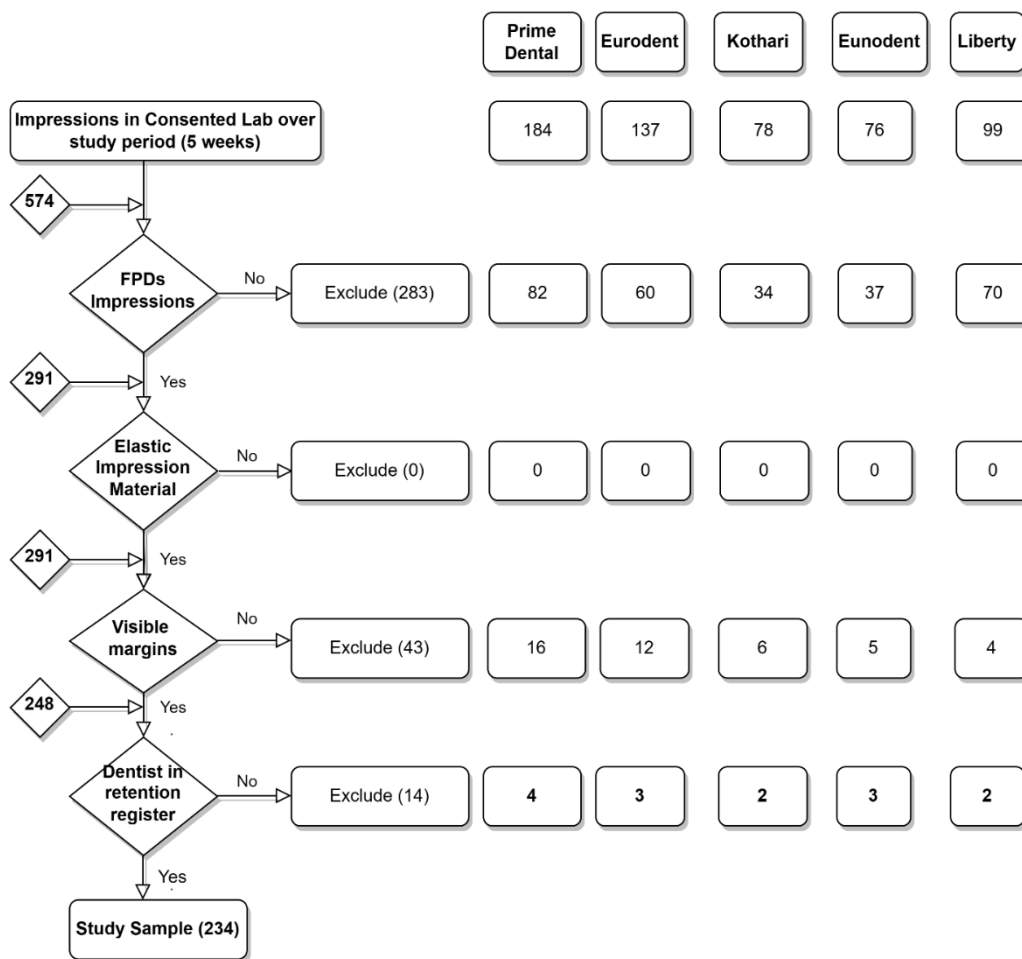 Prime
Dental
Eurodent
Kothari
Eunodent
Liberty
Impressions in Consented Lab over
study period (5 weeks)
184
137
78
76
99
574
FPDs
Impressions
No
Exclude (283)
82
60
34
37
70
291
Yes
Elastic
Impression
Material
No
Exclude (0)
0
0
0
0
0
291
Yes
Visible
margins
No
Exclude (43)
16
12
6
5
4
248
Yes
Dentist in
retention
register
No
Exclude (14)
4
3
2
3
2
Yes
Study Sample (234)